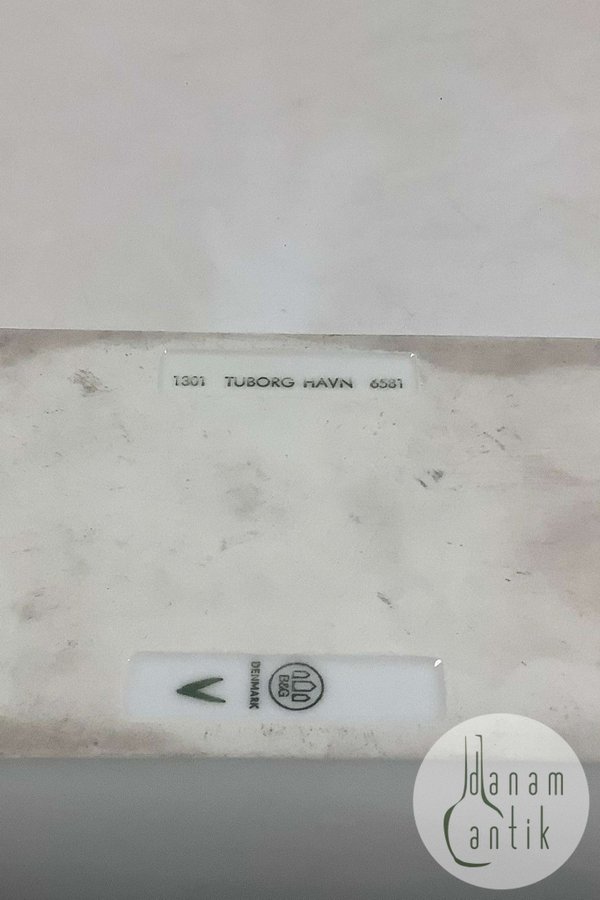 1301 TUBORG HAVN 6581
B&G
DENMARK
danam
antik